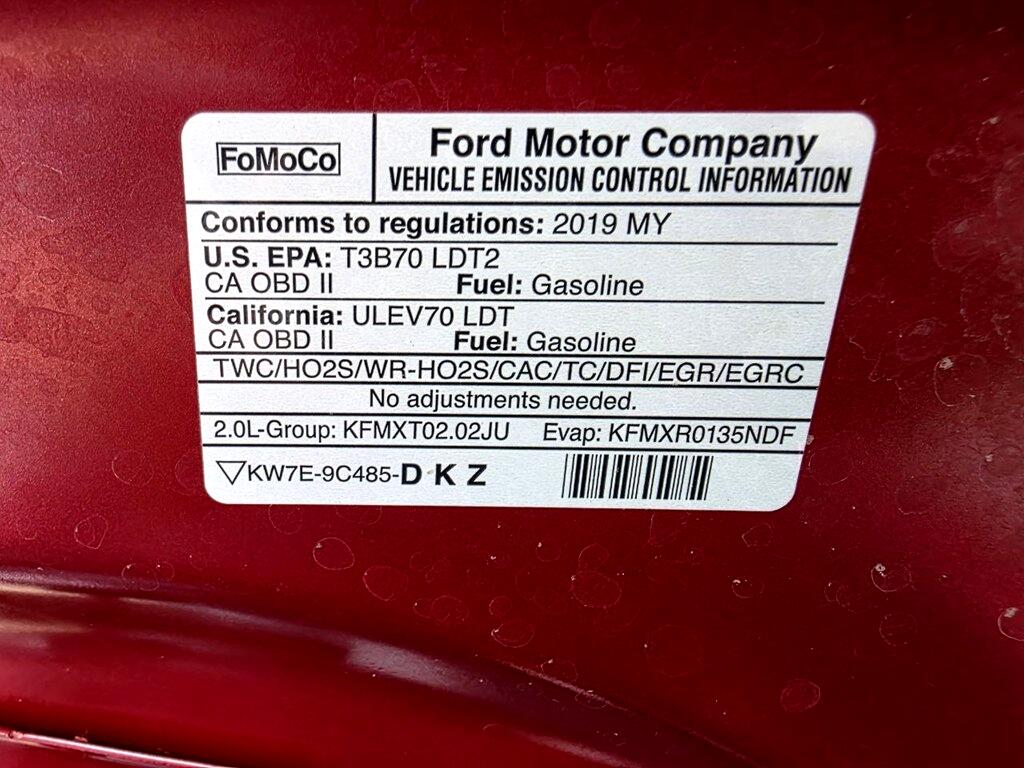 FoMoCo
Ford Motor Company
VEHICLE EMISSION CONTROL INFORMATION
Conforms to regulations: 2019 MY
U.S. EPA: T3B70 LDT2
CA OBD II Fuel: Gasoline
California: ULEV70 LDT
CA OBD II Fuel: Gasoline
TWC/HO2S/WR-HO2S/CAC/TC/DFI/EGR/EGRC
No adjustments needed.
2.0L-Group: KFMXT02.02JU Evap: KFMXR0135NDF
▽KW7E-9C485-D K Z